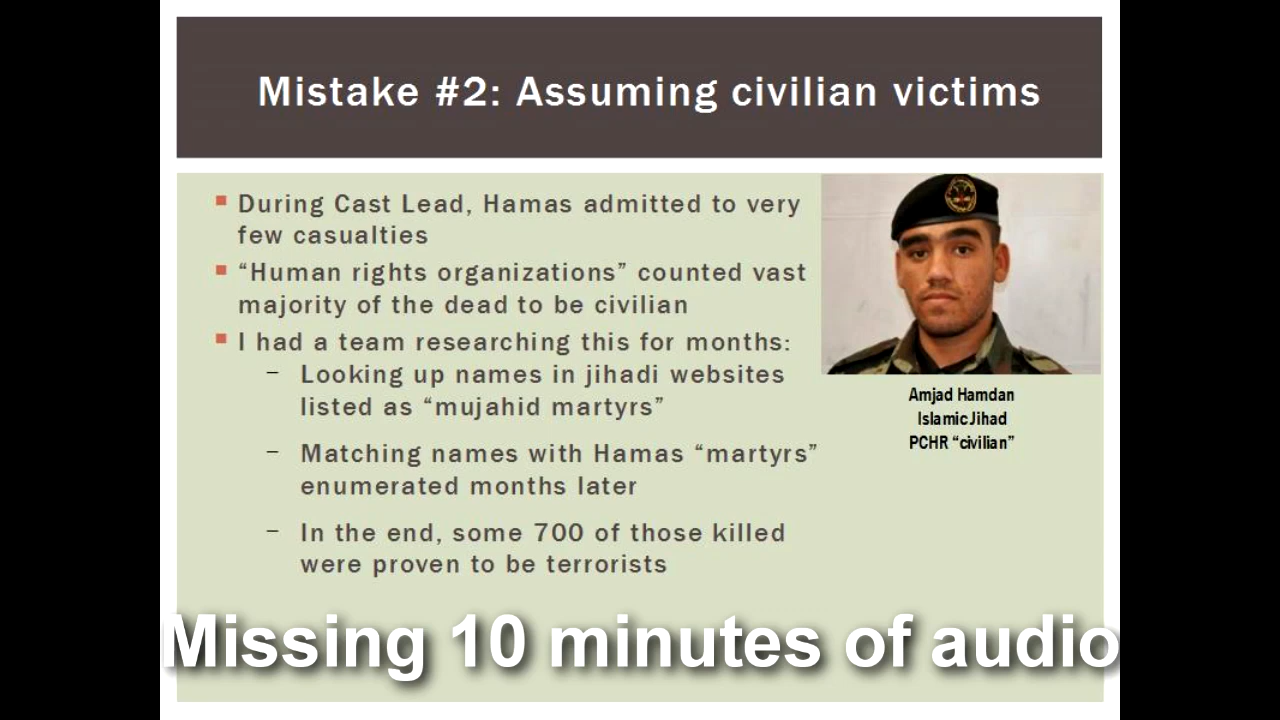 Mistake #2: Assuming civilian victims
During Cast Lead, Hamas admitted to very
few casualties
“Human rights organizations” counted vast
majority of the dead to be civilian
I had a team researching this for months:
– Looking up names in jihadi websites
listed as “mujahid martyrs”
– Matching names with Hamas “martyrs”
enumerated months later
– In the end, some 700 of those killed
were proven to be terrorists
Amjad Hamdan
Islamic Jihad
PCHR “civilian”
Missing 10 minutes of audio